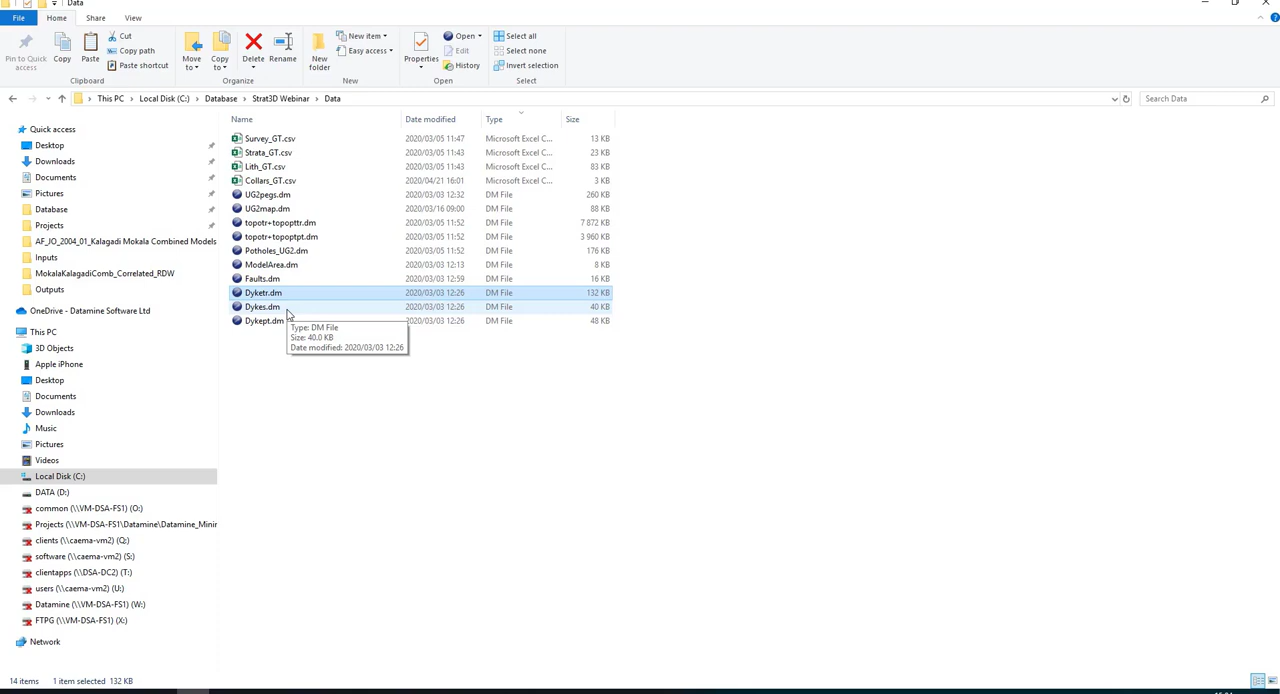 Data
File Home Share View
Pin to Quick access
Copy
Paste
Cut
Copy path
Paste shortcut
Clipboard
Move to
Copy to
Delete
Rename
Organize
New folder
New item
Easy access
New
Properties
Open
Edit
History
Open
Select all
Select none
Invert selection
Select
This PC > Local Disk (C:) > Database > Strat3D Webinar > Data
Search Data
Name Date modified Type Size
Survey_GT.csv 2020/03/05 11:47 Microsoft Excel C... 13 KB
Strata_GT.csv 2020/03/05 11:43 Microsoft Excel C... 23 KB
Lith_GT.csv 2020/03/05 11:43 Microsoft Excel C... 83 KB
Collars_GT.csv 2020/04/21 16:01 Microsoft Excel C... 3 KB
UG2pegs.dm 2020/03/03 12:32 DM File 260 KB
UG2map.dm 2020/03/16 09:00 DM File 88 KB
topotr+topopttr.dm 2020/03/05 11:52 DM File 7 872 KB
topotr+topoptpt.dm 2020/03/05 11:52 DM File 3 960 KB
Potholes_UG2.dm 2020/03/05 11:52 DM File 176 KB
ModelArea.dm 2020/03/03 12:13 DM File 8 KB
Faults.dm 2020/03/03 12:59 DM File 16 KB
Dyketr.dm 2020/03/03 12:26 DM File 132 KB
Dykes.dm 2020/03/03 12:26 DM File 40 KB
Dykept.dm 2020/03/03 12:26 DM File 48 KB
Type: DM File
Size: 40.0 KB
Date modified: 2020/03/03 12:26
Quick access
Desktop
Downloads
Documents
Pictures
Database
Projects
AF_JO_2004_01_Kalagadi Mokala Combined Models
Inputs
MokalaKalagadiComb_Correlated_RDW
Outputs
OneDrive - Datamine Software Ltd
This PC
3D Objects
Apple iPhone
Desktop
Documents
Downloads
Music
Pictures
Videos
Local Disk (C:)
DATA (D:)
common (\\VM-DSA-FS1) (O:)
Projects (\\VM-DSA-FS1\Datamine\Datamine_Minin
clients (\\caema-vm2) (Q:)
software (\\caema-vm2) (S:)
clientapps (\\DSA-DC2) (T:)
users (\\caema-vm2) (U:)
Datamine (\\VM-DSA-FS1) (W:)
FTPG (\\VM-DSA-FS1) (X:)
Network
14 items 1 item selected 132 KB